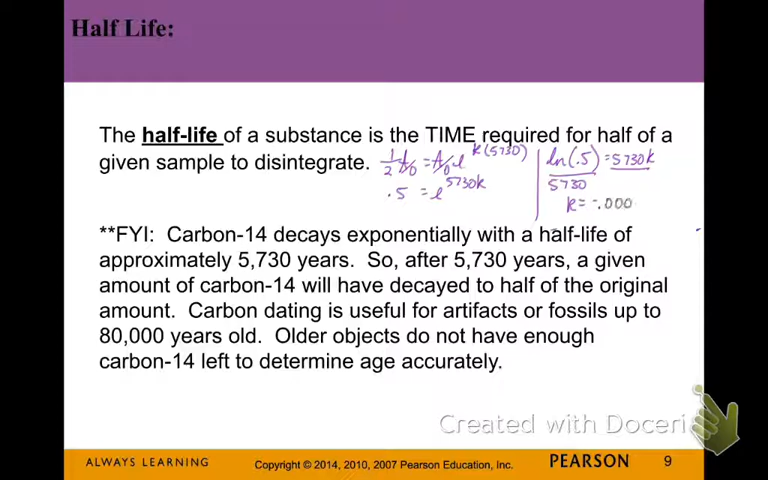 Half Life:
The half-life of a substance is the TIME required for half of a
given sample to disintegrate.
½A₀ = A₀e^k(5730)
.5 = e^5730k
ln(.5) = 5730k
5730
k = -.000
**FYI: Carbon-14 decays exponentially with a half-life of
approximately 5,730 years. So, after 5,730 years, a given
amount of carbon-14 will have decayed to half of the original
amount. Carbon dating is useful for artifacts or fossils up to
80,000 years old. Older objects do not have enough
carbon-14 left to determine age accurately.
Created with Doceri
ALWAYS LEARNING
Copyright © 2014, 2010, 2007 Pearson Education, Inc.
PEARSON
9